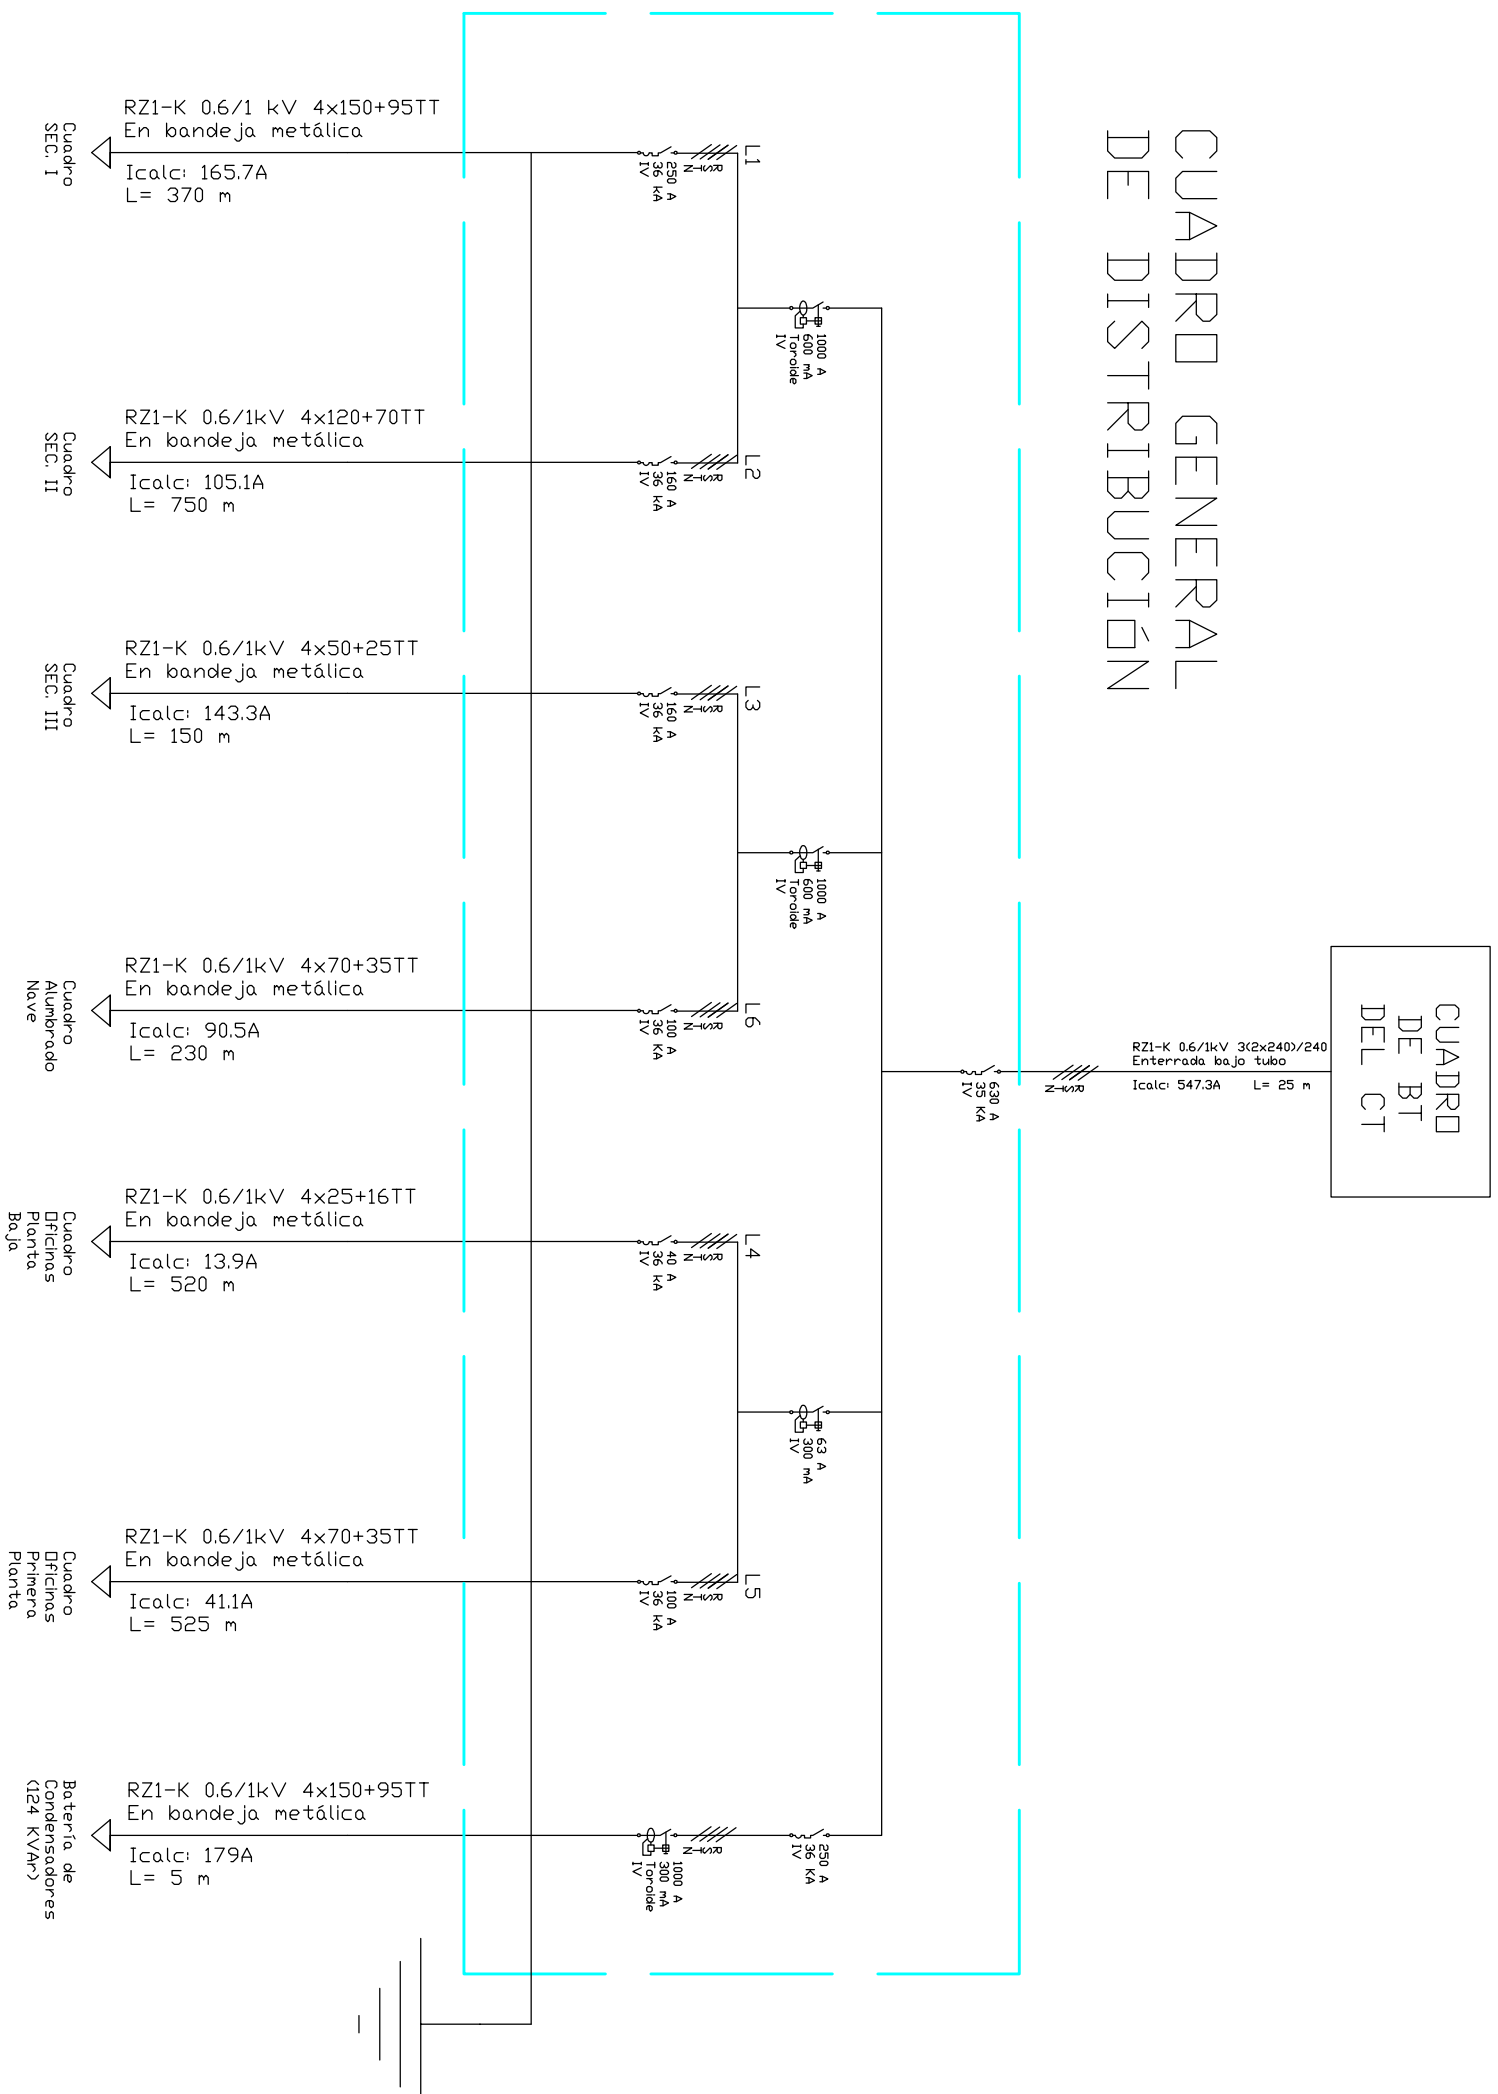 CUADRO GENERAL
DE DISTRIBUCIÓN
CUADRO
DE BT
DEL CT
RZ1-K 0.6/1kV 3(2x240)/240
Enterrada bajo tubo
Icalc: 547.3A L= 25 m
RSTN
630 A
35 KA
IV
1000 A
600 mA
Toroide
IV
1000 A
600 mA
Toroide
IV
63 A
300 mA
IV
250 A
36 KA
IV
L1
RSTN
250 A
36 kA
IV
RZ1-K 0.6/1 kV 4x150+95TT
En bandeja metálica
Icalc: 165.7A
L= 370 m
Cuadro
SEC. I
L2
RSTN
160 A
36 kA
IV
RZ1-K 0.6/1kV 4x120+70TT
En bandeja metálica
Icalc: 105.1A
L= 750 m
Cuadro
SEC. II
L3
RSTN
160 A
36 kA
IV
RZ1-K 0.6/1kV 4x50+25TT
En bandeja metálica
Icalc: 143.3A
L= 150 m
Cuadro
SEC. III
L6
RSTN
100 A
36 KA
IV
RZ1-K 0.6/1kV 4x70+35TT
En bandeja metálica
Icalc: 90.5A
L= 230 m
Cuadro
Alumbrado
Nave
L4
RSTN
40 A
36 kA
IV
RZ1-K 0.6/1kV 4x25+16TT
En bandeja metálica
Icalc: 13.9A
L= 520 m
Cuadro
Oficinas
Planta
Baja
L5
RSTN
100 A
36 KA
IV
RZ1-K 0.6/1kV 4x70+35TT
En bandeja metálica
Icalc: 41.1A
L= 525 m
Cuadro
Oficinas
Primera
Planta
RSTN
1000 A
300 mA
Toroide
IV
RZ1-K 0.6/1kV 4x150+95TT
En bandeja metálica
Icalc: 179A
L= 5 m
Batería de
Condensadores
(124 KVAr)